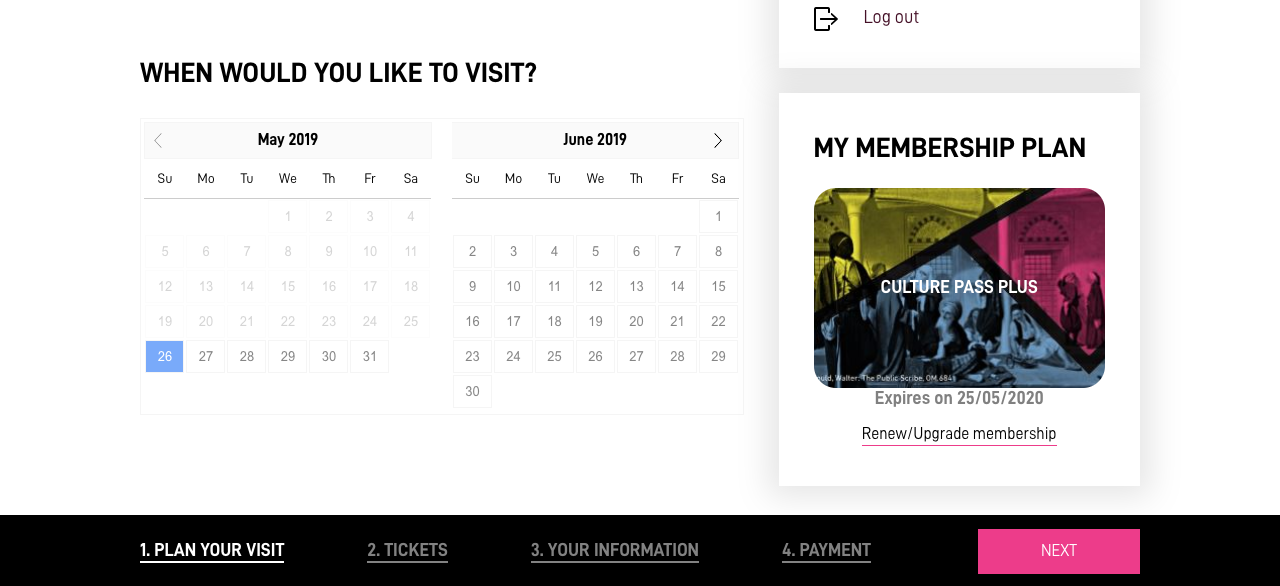 Log out
WHEN WOULD YOU LIKE TO VISIT?
May 2019
Su Mo Tu We Th Fr Sa
1 2 3 4
5 6 7 8 9 10 11
12 13 14 15 16 17 18
19 20 21 22 23 24 25
26 27 28 29 30 31
June 2019
Su Mo Tu We Th Fr Sa
1
2 3 4 5 6 7 8
9 10 11 12 13 14 15
16 17 18 19 20 21 22
23 24 25 26 27 28 29
30
MY MEMBERSHIP PLAN
CULTURE PASS PLUS
Walter: The Public Scribe, OM 684
Expires on 25/05/2020
Renew/Upgrade membership
1. PLAN YOUR VISIT
2. TICKETS
3. YOUR INFORMATION
4. PAYMENT
NEXT